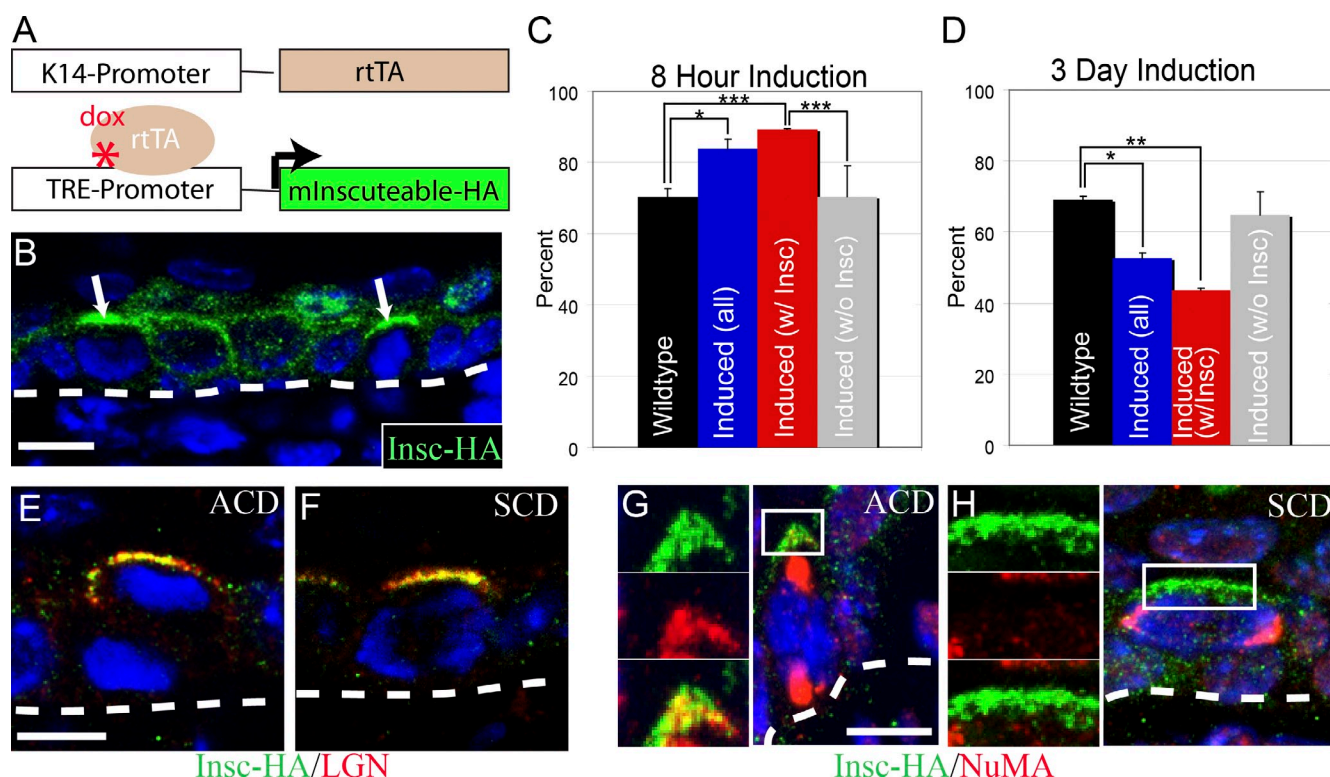 A
K14-Promoter
rtTA
dox
*
rtTA
TRE-Promoter
mInscuteable-HA
B
Insc-HA
C
8 Hour Induction
Percent
100
80
60
40
20
0
*
***
***
Wildtype
Induced (all)
Induced (w/ Insc)
Induced (w/o Insc)
D
3 Day Induction
Percent
100
80
60
40
20
0
*
**
Wildtype
Induced (all)
Induced
(w/Insc)
Induced (w/o Insc)
E
ACD
F
SCD
Insc-HA/LGN
G
ACD
H
SCD
Insc-HA/NuMA